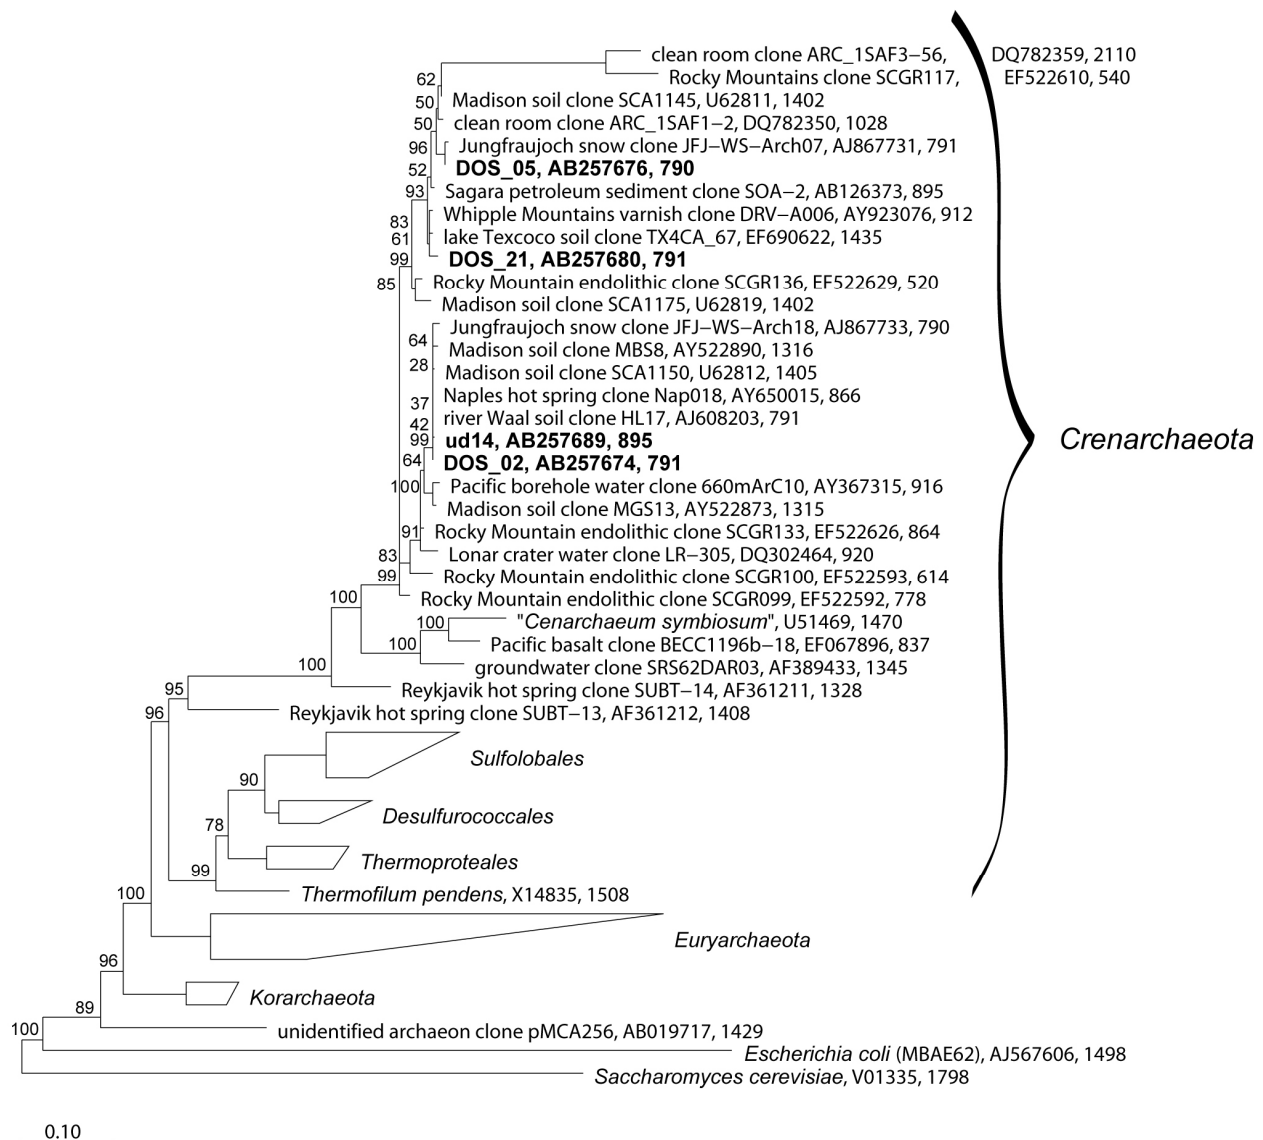 clean room clone ARC_1SAF3−56, DQ782359, 2110
Rocky Mountains clone SCGR117, EF522610, 540
62
Madison soil clone SCA1145, U62811, 1402
50
clean room clone ARC_1SAF1−2, DQ782350, 1028
50
Jungfraujoch snow clone JFJ−WS−Arch07, AJ867731, 791
96
DOS_05, AB257676, 790
52
Sagara petroleum sediment clone SOA−2, AB126373, 895
93
Whipple Mountains varnish clone DRV−A006, AY923076, 912
83
lake Texcoco soil clone TX4CA_67, EF690622, 1435
61
DOS_21, AB257680, 791
99
Rocky Mountain endolithic clone SCGR136, EF522629, 520
85
Madison soil clone SCA1175, U62819, 1402
Jungfraujoch snow clone JFJ−WS−Arch18, AJ867733, 790
64
Madison soil clone MBS8, AY522890, 1316
28
Madison soil clone SCA1150, U62812, 1405
Naples hot spring clone Nap018, AY650015, 866
37
river Waal soil clone HL17, AJ608203, 791
42
99
ud14, AB257689, 895
Crenarchaeota
64
DOS_02, AB257674, 791
100
Pacific borehole water clone 660mArC10, AY367315, 916
Madison soil clone MGS13, AY522873, 1315
91
Rocky Mountain endolithic clone SCGR133, EF522626, 864
83
Lonar crater water clone LR−305, DQ302464, 920
99
Rocky Mountain endolithic clone SCGR100, EF522593, 614
100
Rocky Mountain endolithic clone SCGR099, EF522592, 778
100
"Cenarchaeum symbiosum", U51469, 1470
100
Pacific basalt clone BECC1196b−18, EF067896, 837
100
groundwater clone SRS62DAR03, AF389433, 1345
95
Reykjavik hot spring clone SUBT−14, AF361211, 1328
96
Reykjavik hot spring clone SUBT−13, AF361212, 1408
Sulfolobales
90
Desulfurococcales
78
Thermoproteales
99
100
Thermofilum pendens, X14835, 1508
Euryarchaeota
96
Korarchaeota
89
100
unidentified archaeon clone pMCA256, AB019717, 1429
Escherichia coli (MBAE62), AJ567606, 1498
Saccharomyces cerevisiae, V01335, 1798
0.10